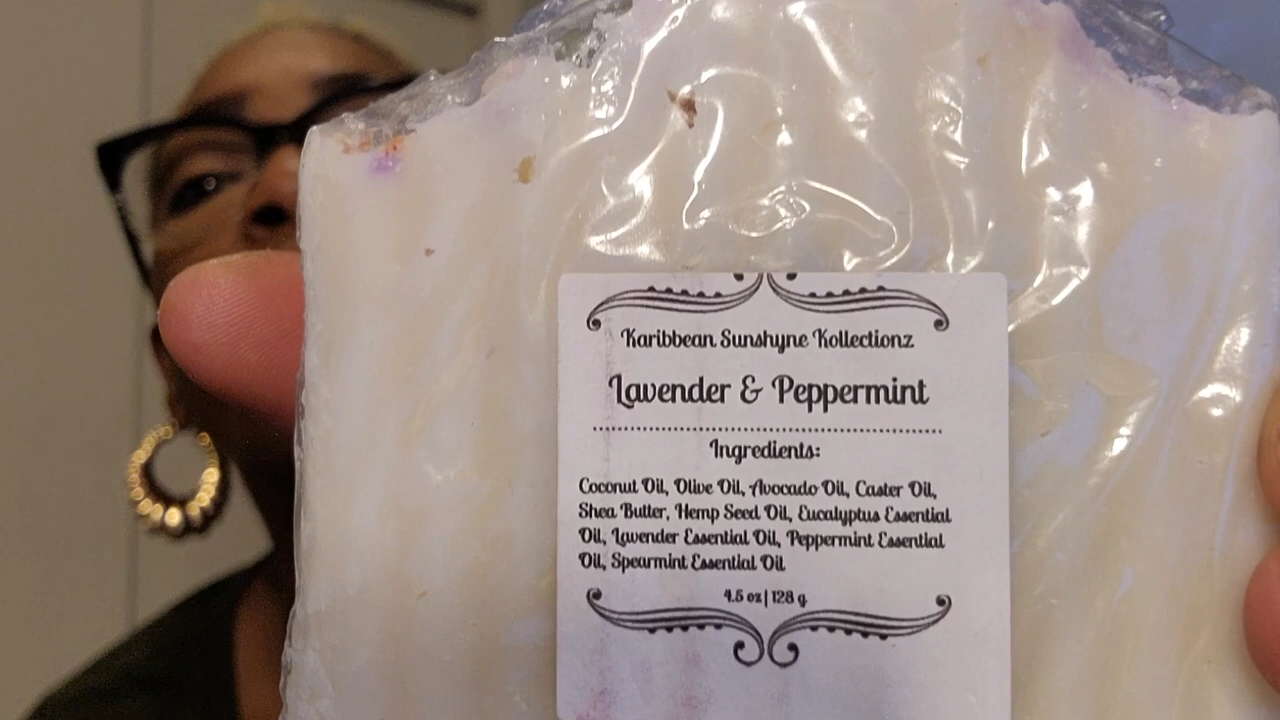 Karibbean Sunshyne Kollectionz
Lavender & Peppermint
Ingredients:
Coconut Oil, Olive Oil, Avocado Oil, Caster Oil,
Shea Butter, Hemp Seed Oil, Eucalyptus Essential
Oil, Lavender Essential Oil, Peppermint Essential
Oil, Spearmint Essential Oil
4.5 oz | 128 g